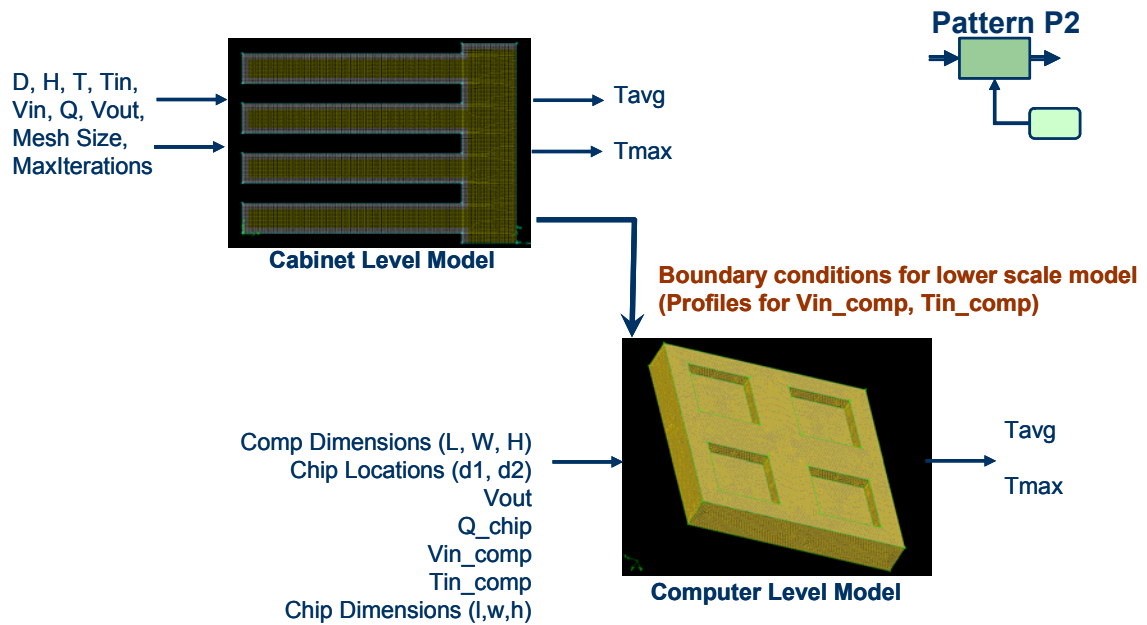 Pattern P2
D, H, T, Tin,
Vin, Q, Vout,
Mesh Size,
MaxIterations
Tavg
Tmax
Cabinet Level Model
Boundary conditions for lower scale model
(Profiles for Vin_comp, Tin_comp)
Comp Dimensions (L, W, H)
Chip Locations (d1, d2)
Vout
Q_chip
Vin_comp
Tin_comp
Chip Dimensions (l,w,h)
Tavg
Tmax
Computer Level Model